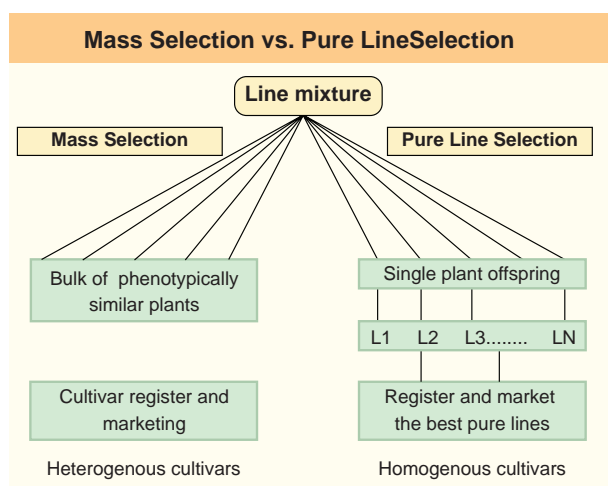 Mass Selection vs. Pure LineSelection
Line mixture
Mass Selection
Pure Line Selection
Bulk of phenotypically
similar plants
Single plant offspring
L1 L2 L3........ LN
Cultivar register and
marketing
Register and market
the best pure lines
Heterogenous cultivars
Homogenous cultivars